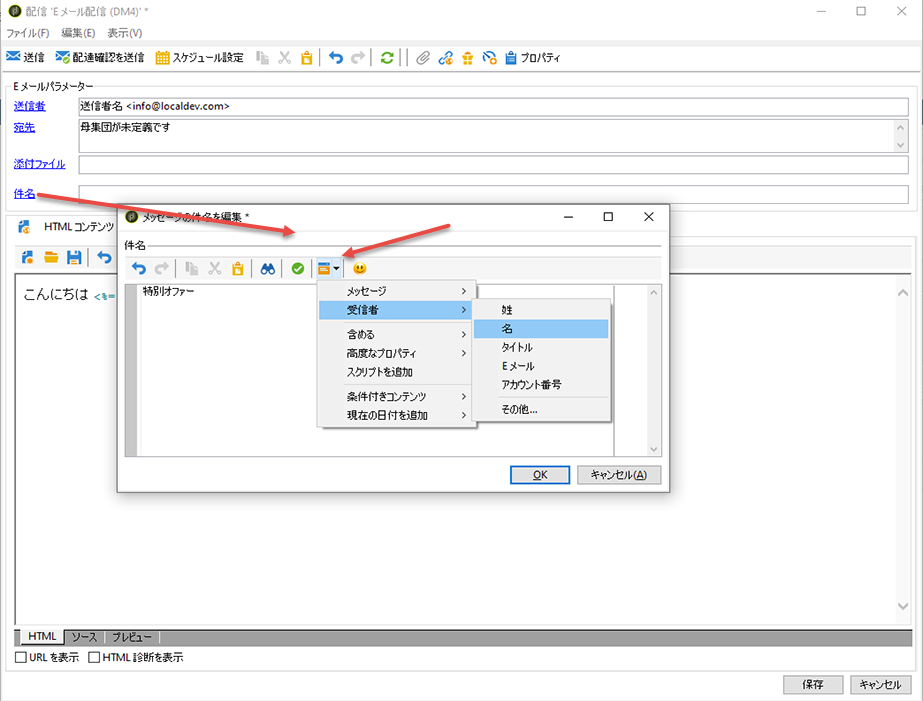 配信 'E メール配信 (DM4)' *
ファイル(F) 編集(E) 表示(V)
送信 配達確認を送信 スケジュール設定 プロパティ
E メールパラメーター
送信者 送信者名 <info@localdev.com>
宛先 母集団が未定義です
添付ファイル
件名
HTML コンテンツ
こんにちは <%=
メッセージの件名を編集 *
件名
特別オファー
メッセージ
受信者
含める
高度なプロパティ
スクリプトを追加
条件付きコンテンツ
現在の日付を追加
姓
名
タイトル
E メール
アカウント番号
その他...
OK キャンセル(A)
HTML ソース プレビュー
URL を表示 HTML 診断を表示
保存 キャンセル